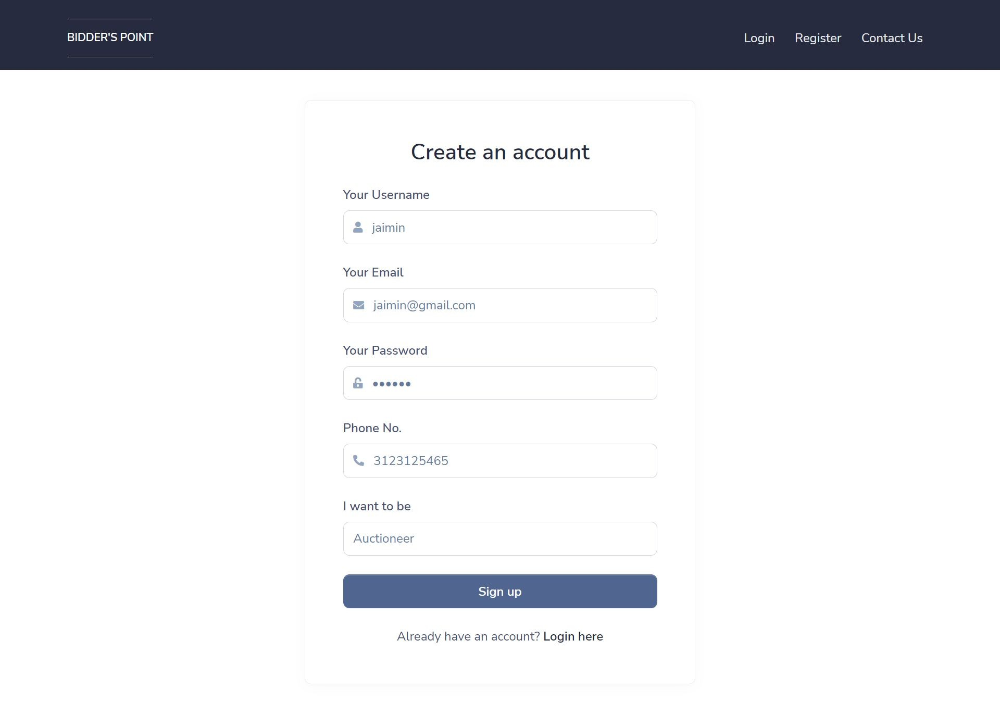 BIDDER'S POINT
Login Register Contact Us
Create an account
Your Username
jaimin
Your Email
jaimin@gmail.com
Your Password
••••••
Phone No.
3123125465
I want to be
Auctioneer
Sign up
Already have an account? Login here